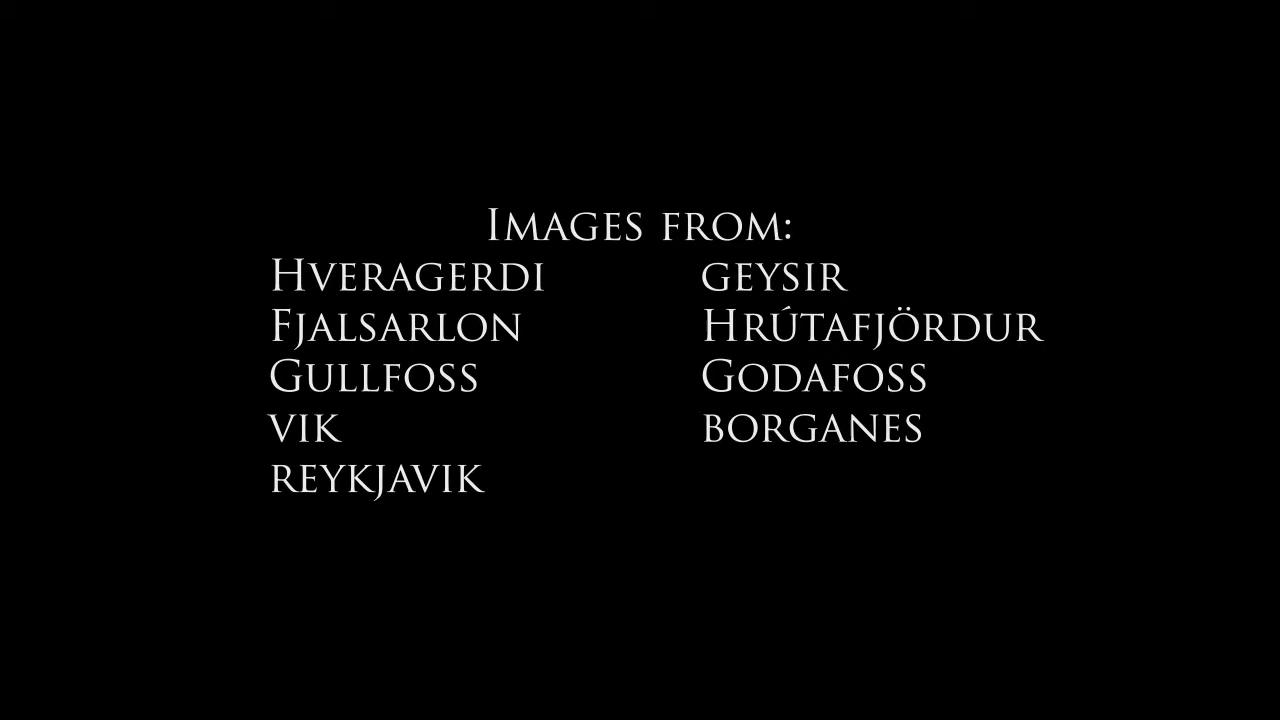 Images from:
Hveragerdi
Fjalsarlon
Gullfoss
vik
reykjavik
geysir
Hrútafjördur
Godafoss
borganes